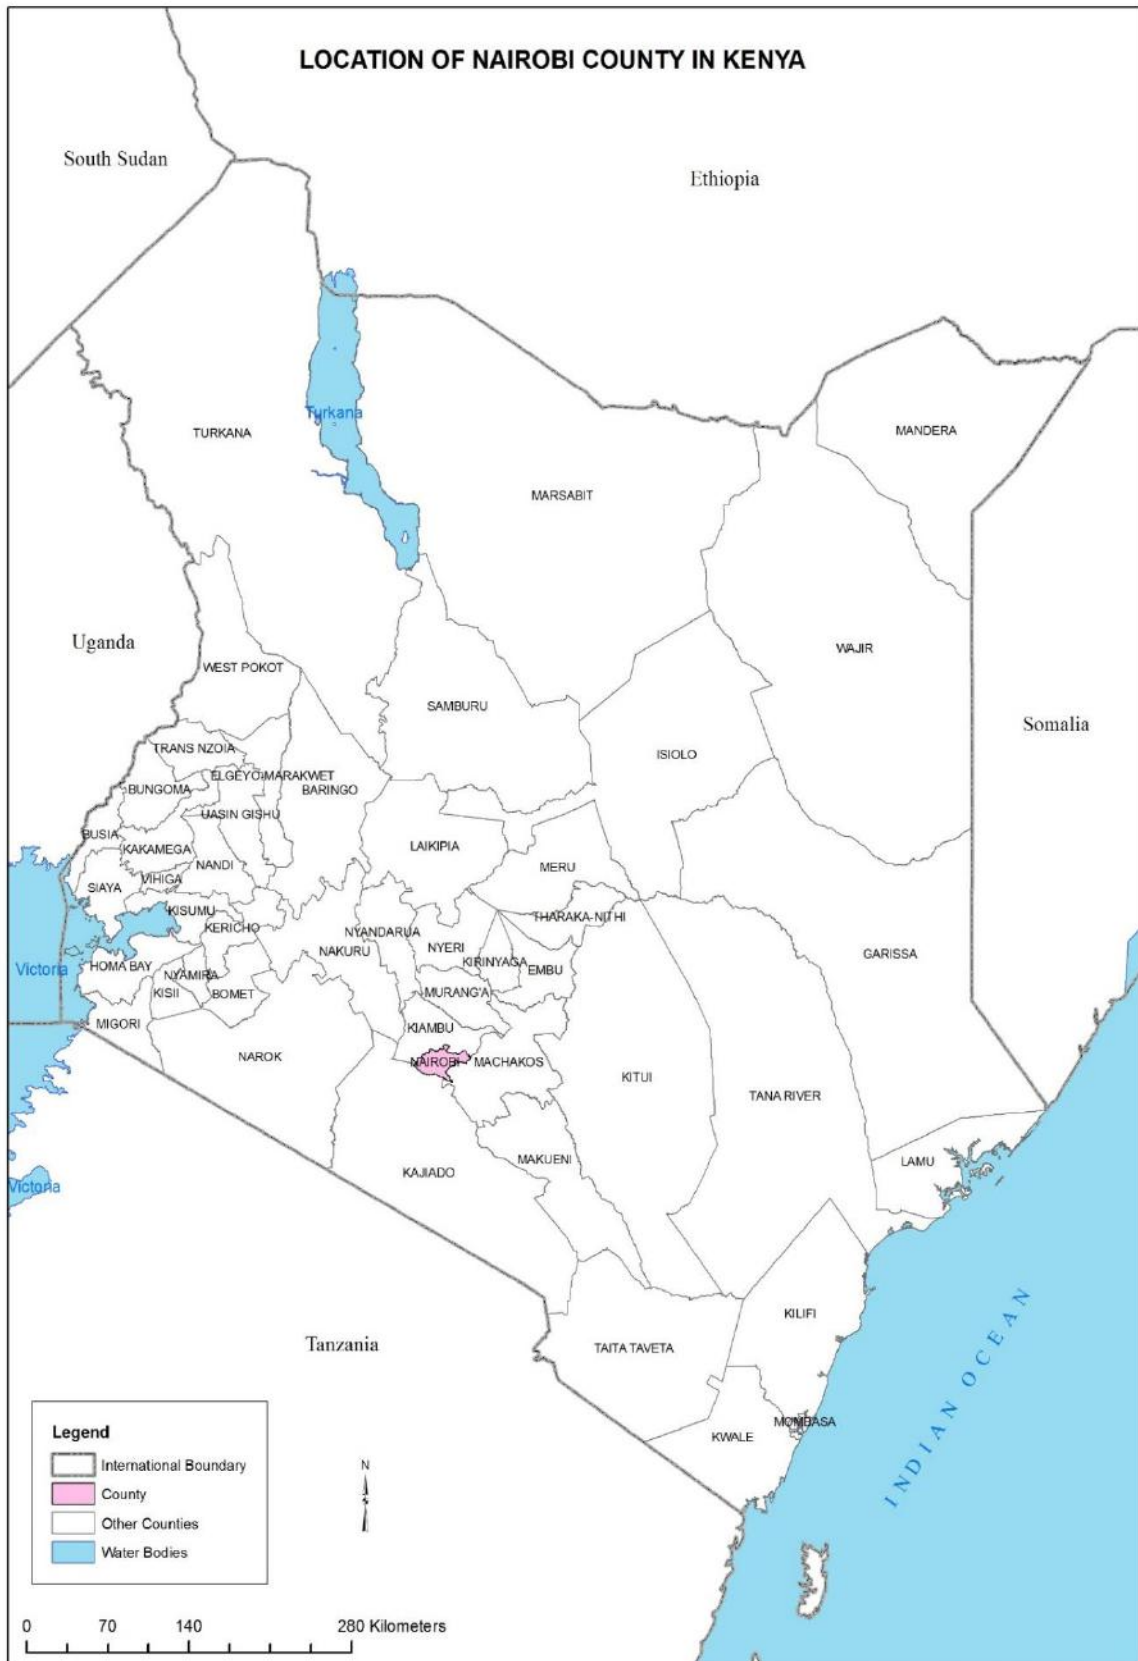 LOCATION OF NAIROBI COUNTY IN KENYA
South Sudan
Ethiopia
Turkana
TURKANA
MANDERA
MARSABIT
Uganda
WAJIR
WEST POKOT
SAMBURU
Somalia
TRANS NZOIA
ISIOLO
ELGEYO-MARAKWET
BUNGOMA
BARINGO
UASIN GISHU
BUSIA
KAKAMEGA
LAIKIPIA
NANDI
MERU
VIHIGA
SIAYA
KISUMU
THARAKA-NITHI
KERICHO
NYANDARUA
NYERI
NAKURU
GARISSA
KIRINYAGA
Victoria
HOMA BAY
NYAMIRA
EMBU
KISII
BOMET
MURANG'A
MIGORI
KIAMBU
NAROK
NAIROBI
MACHAKOS
KITUI
TANA RIVER
MAKUENI
LAMU
KAJIADO
Victoria
KILIFI
Tanzania
TAITA TAVETA
INDIAN OCEAN
MOMBASA
KWALE
Legend
International Boundary
County
Other Counties
Water Bodies
N
S
0 70 140 280 Kilometers